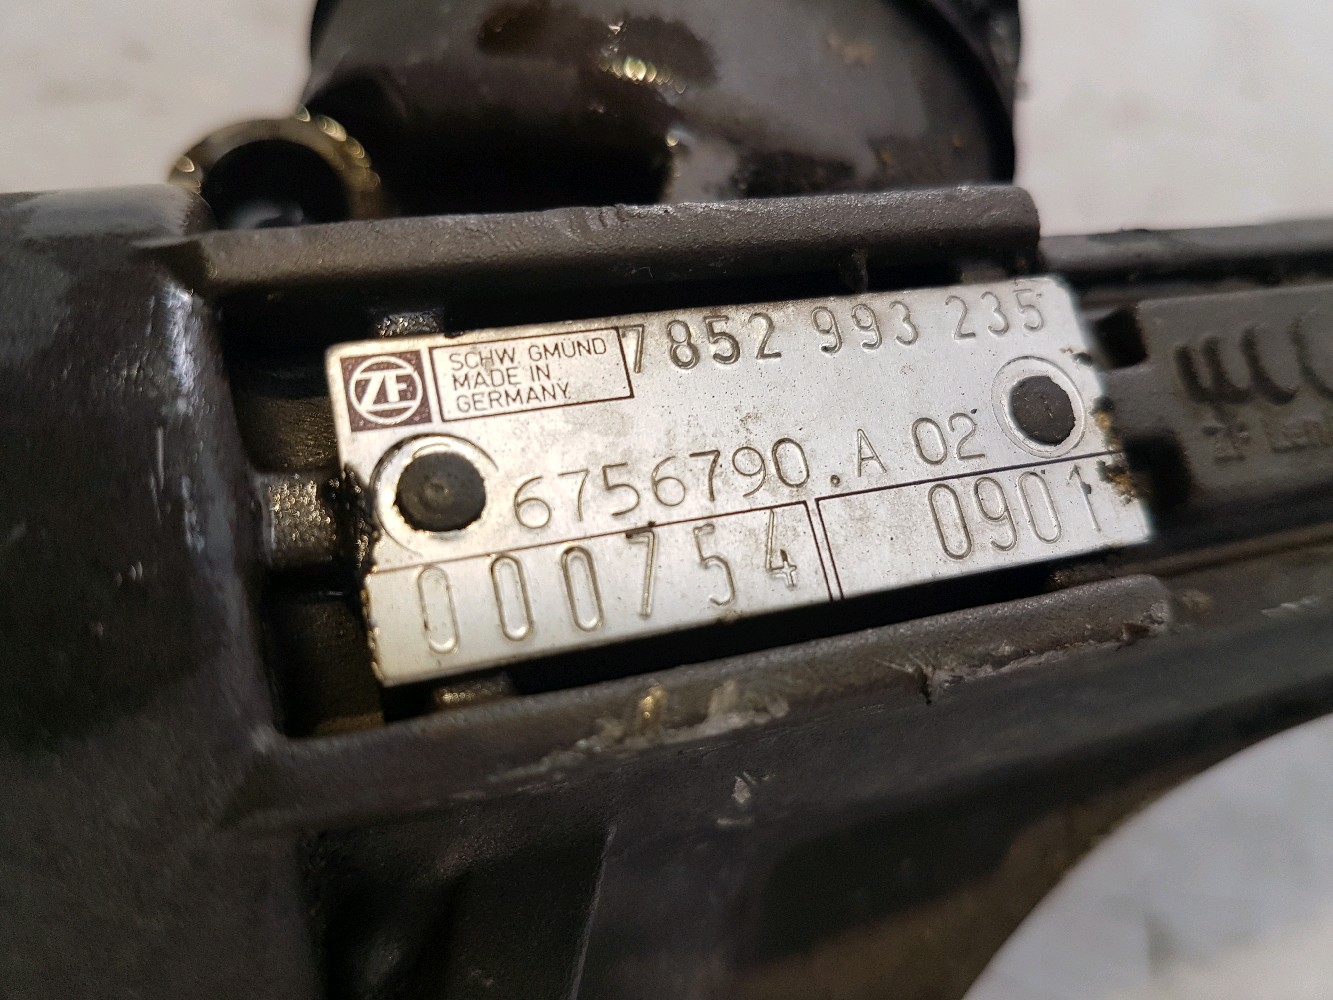 ZF
SCHW. GMÜND
MADE IN
GERMANY
7852 993 235
6756790.A 02
000754
0901